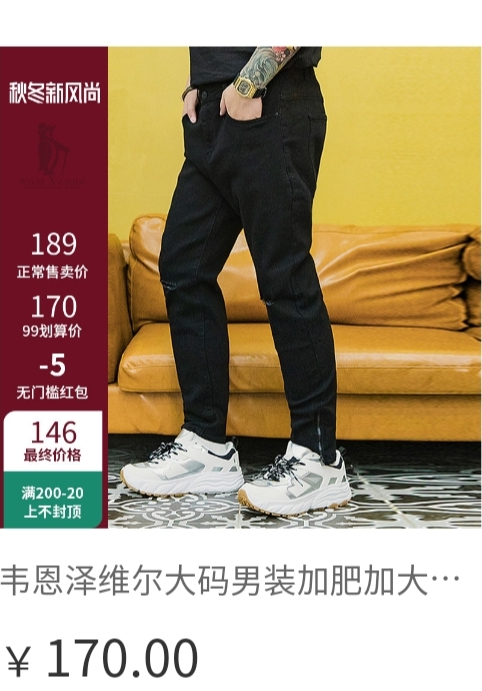 秋冬新风尚
189
正常售卖价
170
99划算价
-5
无门槛红包
146
最终价格
满200-20
上不封顶
韦恩泽维尔大码男装加肥加大…
¥ 170.00